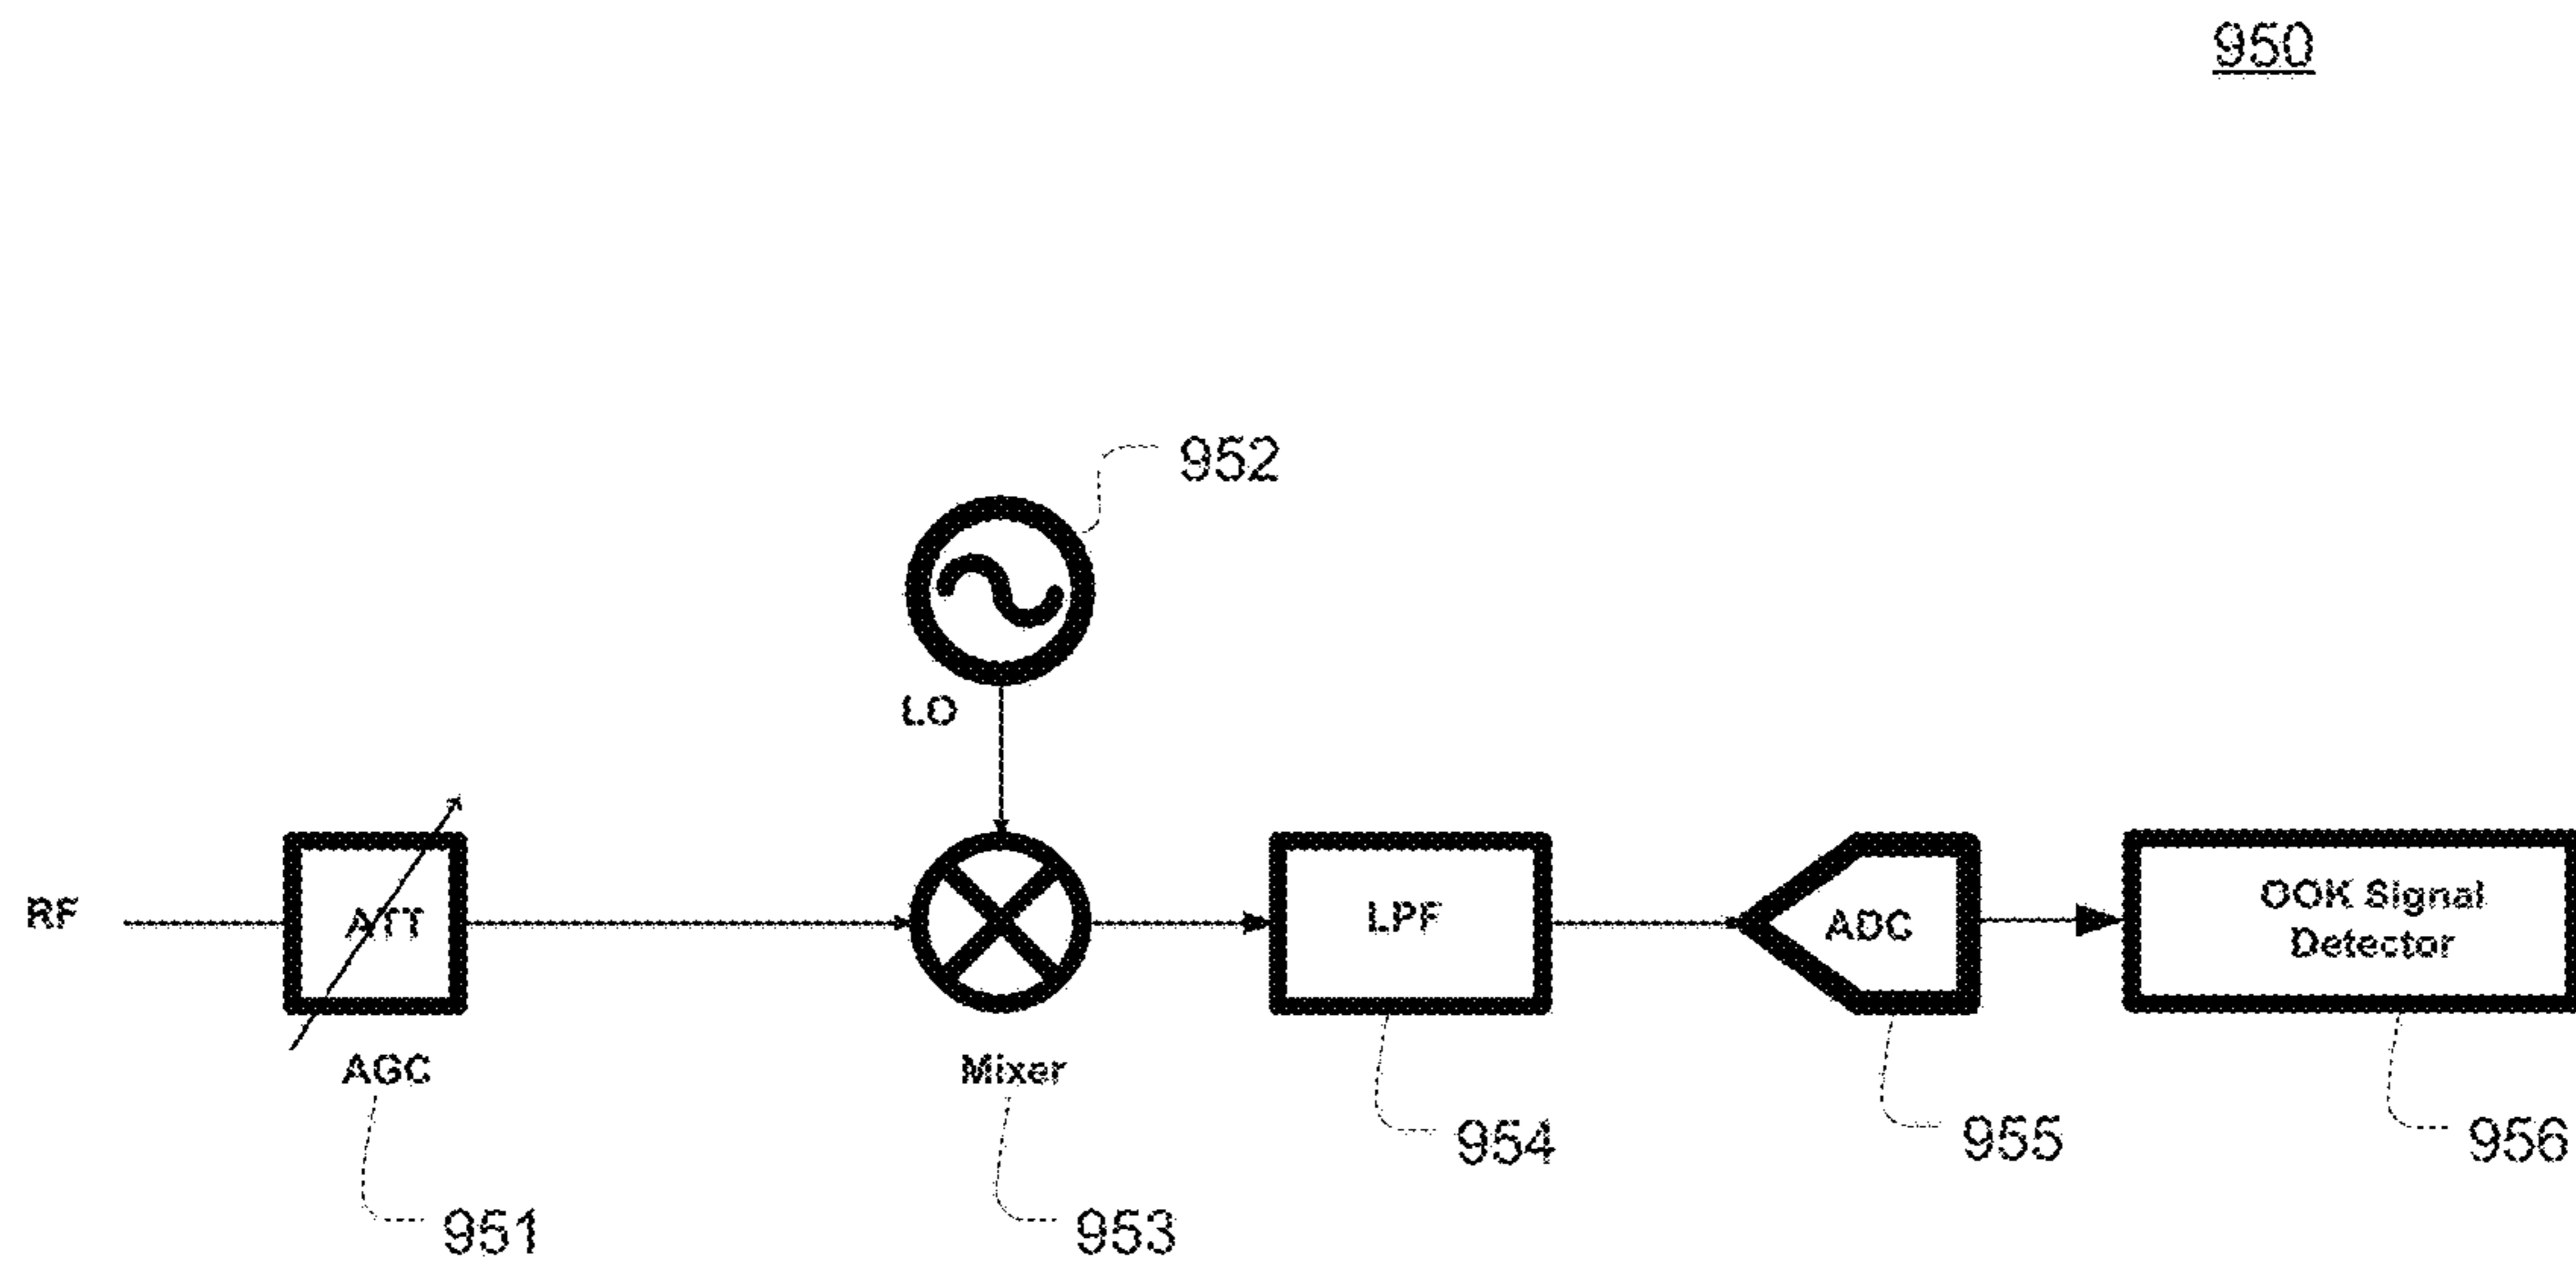 950
952
LO
RF
ATT
LPF
ADC
OOK Signal
Detector
AGC
Mixer
954
955
956
951
953